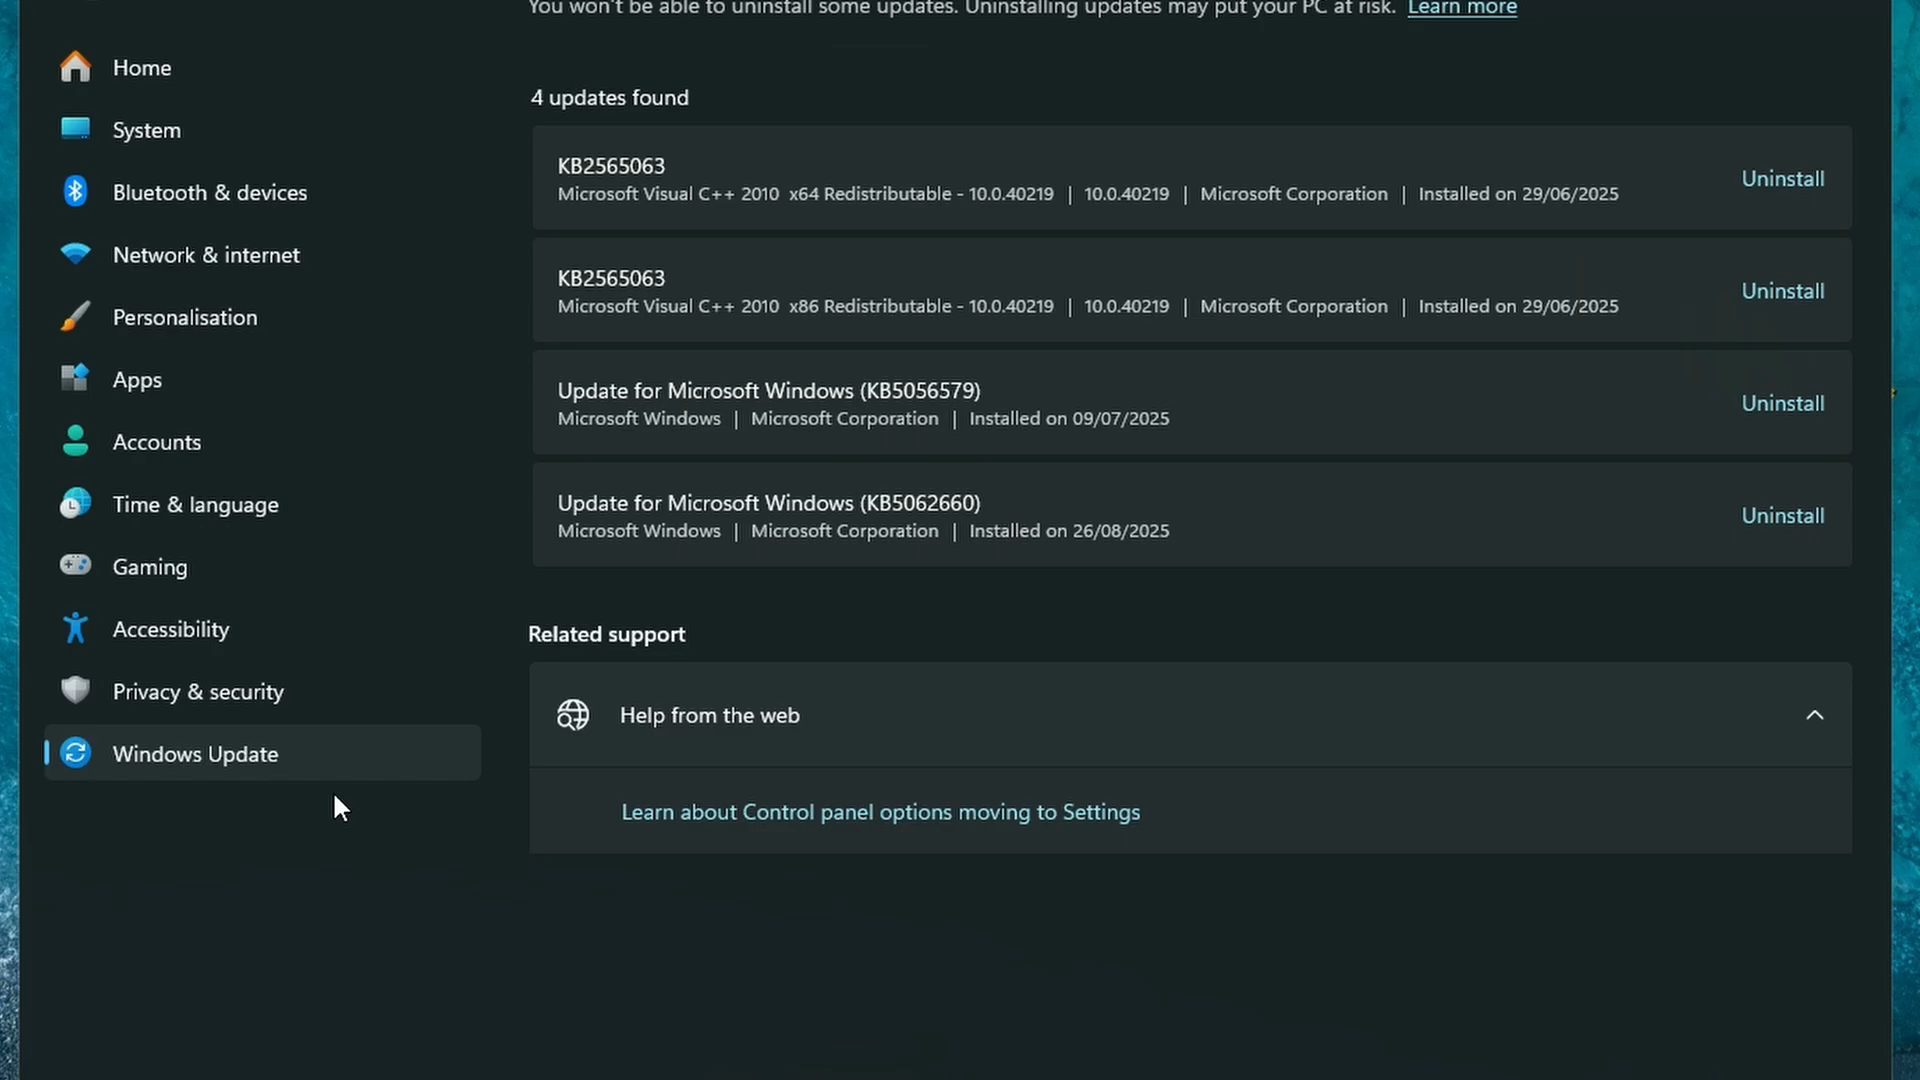 You won't be able to uninstall some updates. Uninstalling updates may put your PC at risk. Learn more
Home
System
Bluetooth & devices
Network & internet
Personalisation
Apps
Accounts
Time & language
Gaming
Accessibility
Privacy & security
Windows Update
4 updates found
KB2565063
Microsoft Visual C++ 2010 x64 Redistributable - 10.0.40219 | 10.0.40219 | Microsoft Corporation | Installed on 29/06/2025
Uninstall
KB2565063
Microsoft Visual C++ 2010 x86 Redistributable - 10.0.40219 | 10.0.40219 | Microsoft Corporation | Installed on 29/06/2025
Uninstall
Update for Microsoft Windows (KB5056579)
Microsoft Windows | Microsoft Corporation | Installed on 09/07/2025
Uninstall
Update for Microsoft Windows (KB5062660)
Microsoft Windows | Microsoft Corporation | Installed on 26/08/2025
Uninstall
Related support
Help from the web
Learn about Control panel options moving to Settings